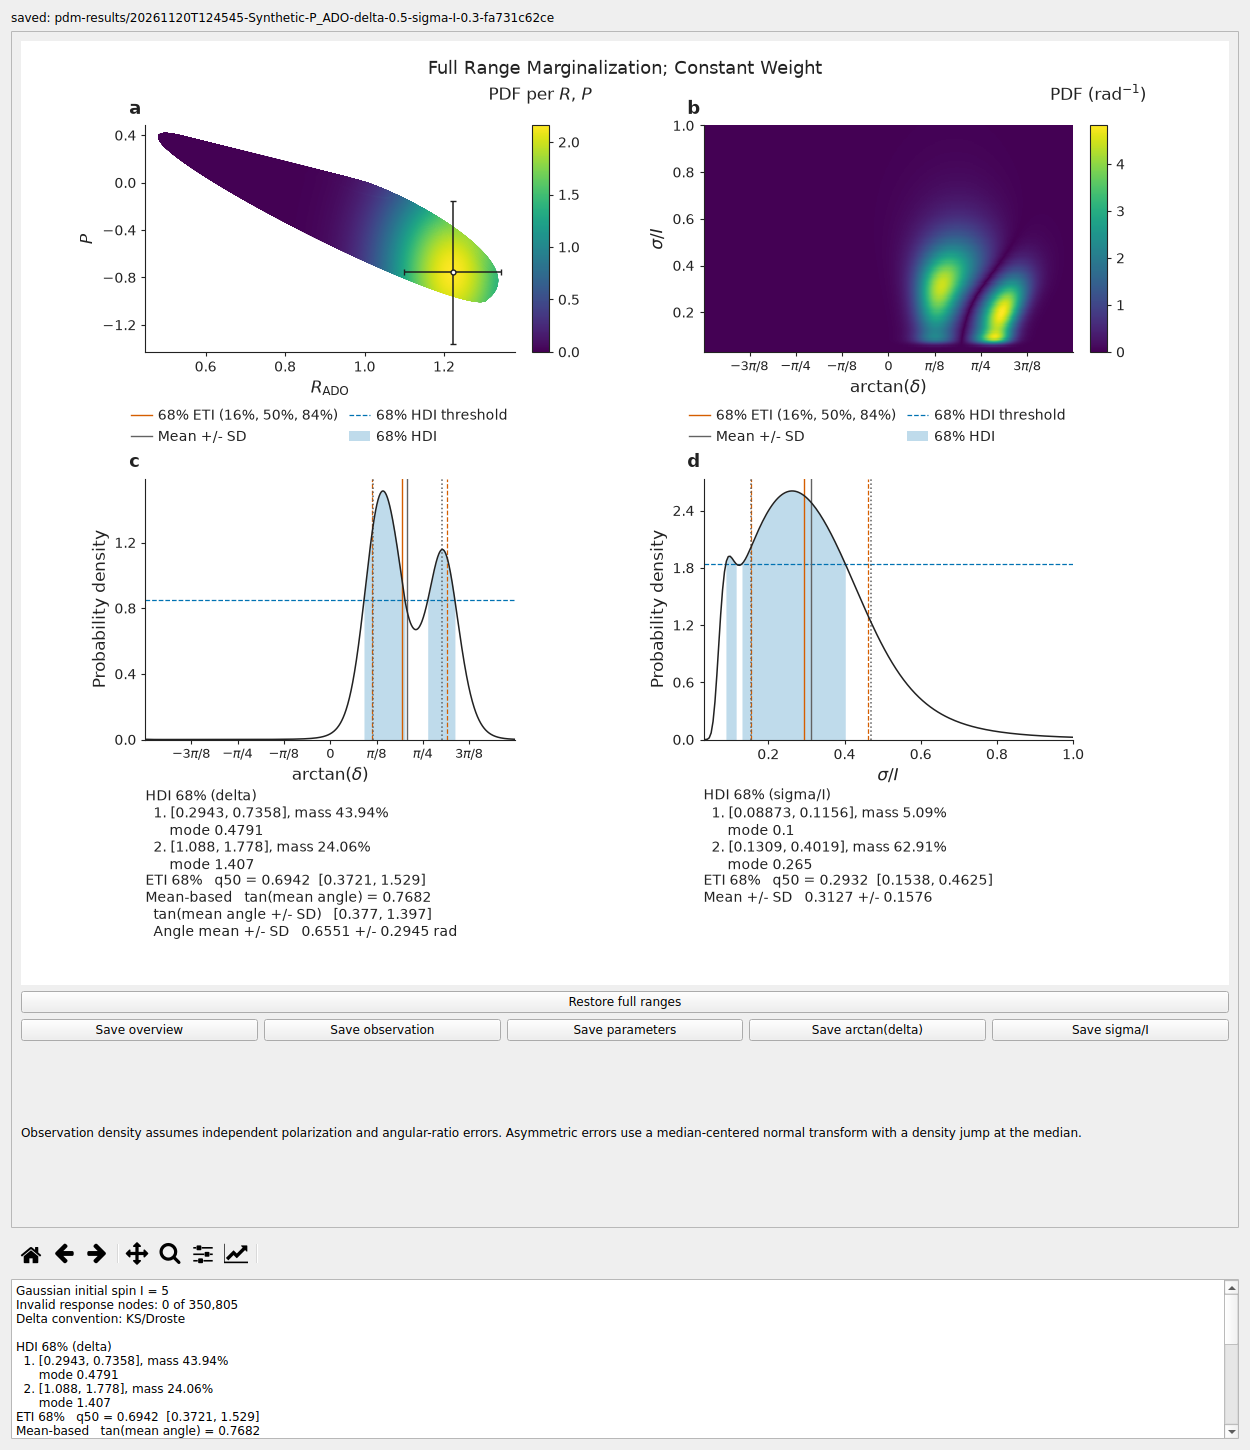 saved: pdm-results/20261120T124545-Synthetic-P_ADO-delta-0.5-sigma-I-0.3-fa731c62ce
Full Range Marginalization; Constant Weight
a
PDF per R, P
0.4
0.0
−0.4
−0.8
−1.2
P
0.6 0.8 1.0 1.2
R_ADO
2.0
1.5
1.0
0.5
0.0
b
PDF (rad⁻¹)
1.0
0.8
0.6
0.4
0.2
σ/I
−3π/8 −π/4 −π/8 0 π/8 π/4 3π/8
arctan(δ)
4
3
2
1
0
68% ETI (16%, 50%, 84%) 68% HDI threshold
Mean +/- SD 68% HDI
68% ETI (16%, 50%, 84%) 68% HDI threshold
Mean +/- SD 68% HDI
c
Probability density
1.2
0.8
0.4
0.0
−3π/8 −π/4 −π/8 0 π/8 π/4 3π/8
arctan(δ)
HDI 68% (delta)
1. [0.2943, 0.7358], mass 43.94%
mode 0.4791
2. [1.088, 1.778], mass 24.06%
mode 1.407
ETI 68% q50 = 0.6942 [0.3721, 1.529]
Mean-based tan(mean angle) = 0.7682
tan(mean angle +/- SD) [0.377, 1.397]
Angle mean +/- SD 0.6551 +/- 0.2945 rad
d
Probability density
2.4
1.8
1.2
0.6
0.0
0.2 0.4 0.6 0.8 1.0
σ/I
HDI 68% (sigma/I)
1. [0.08873, 0.1156], mass 5.09%
mode 0.1
2. [0.1309, 0.4019], mass 62.91%
mode 0.265
ETI 68% q50 = 0.2932 [0.1538, 0.4625]
Mean +/- SD 0.3127 +/- 0.1576
Restore full ranges
Save overview Save observation Save parameters Save arctan(delta) Save sigma/I
Observation density assumes independent polarization and angular-ratio errors. Asymmetric errors use a median-centered normal transform with a density jump at the median.
Gaussian initial spin I = 5
Invalid response nodes: 0 of 350,805
Delta convention: KS/Droste
HDI 68% (delta)
1. [0.2943, 0.7358], mass 43.94%
mode 0.4791
2. [1.088, 1.778], mass 24.06%
mode 1.407
ETI 68% q50 = 0.6942 [0.3721, 1.529]
Mean-based tan(mean angle) = 0.7682